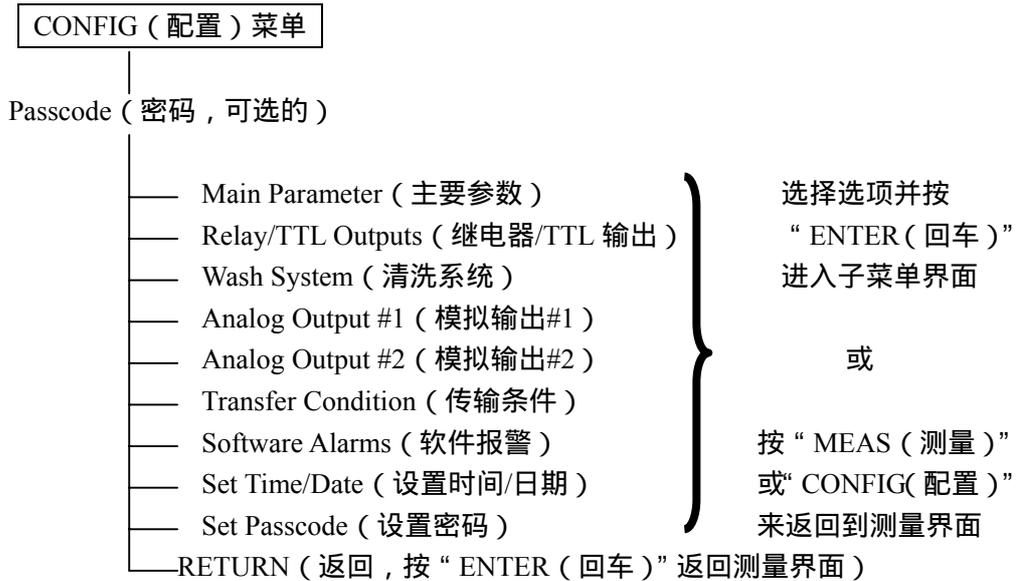 CONFIG（配置）菜单
Passcode（密码，可选的）
Main Parameter（主要参数） 选择选项并按
Relay/TTL Outputs（继电器/TTL 输出） “ENTER（回车）”
Wash System（清洗系统） 进入子菜单界面
Analog Output #1（模拟输出#1）
Analog Output #2（模拟输出#2） 或
Transfer Condition（传输条件）
Software Alarms（软件报警） 按“MEAS（测量）”
Set Time/Date（设置时间/日期） 或“CONFIG（配置）”
Set Passcode（设置密码） 来返回到测量界面
RETURN（返回，按“ENTER（回车）”返回测量界面）